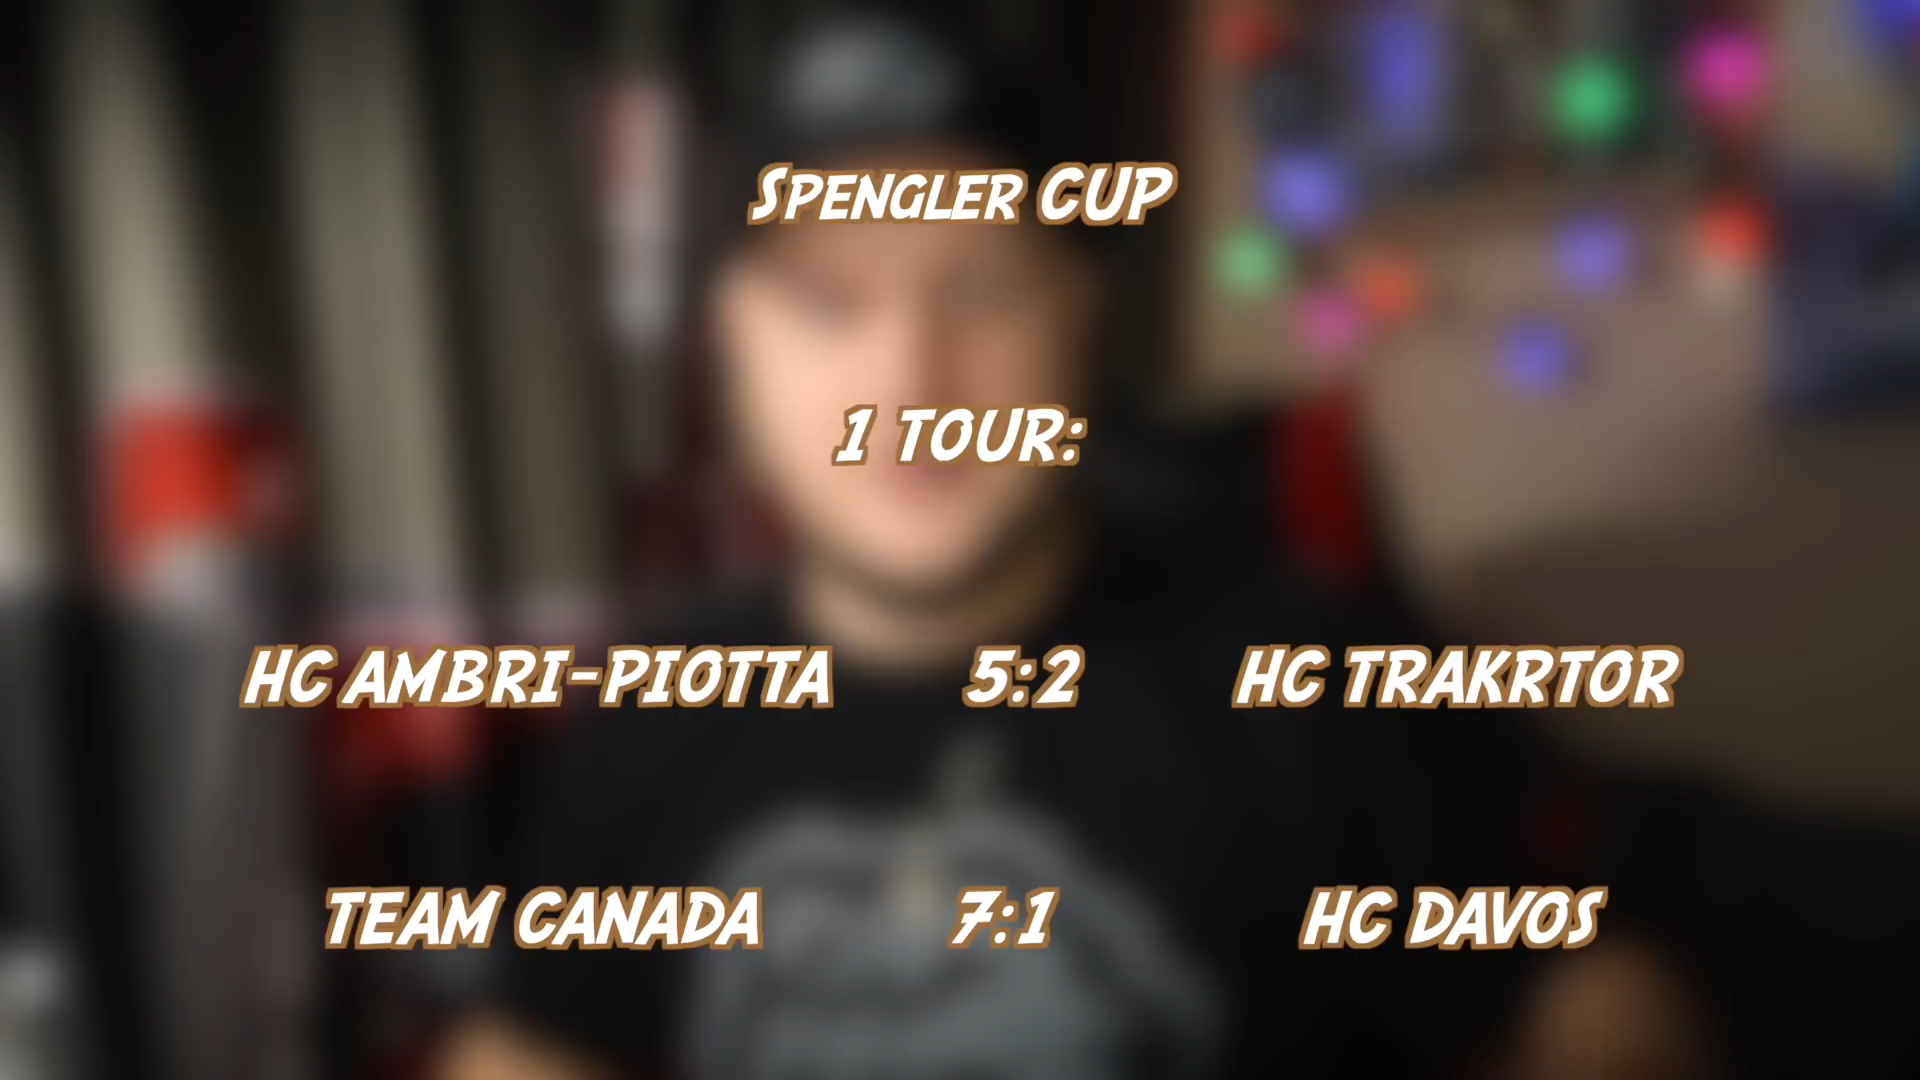 SPENGLER CUP
1 TOUR:
HC AMBRI-PIOTTA 5:2 HC TRAKRTOR
TEAM CANADA 7:1 HC DAVOS